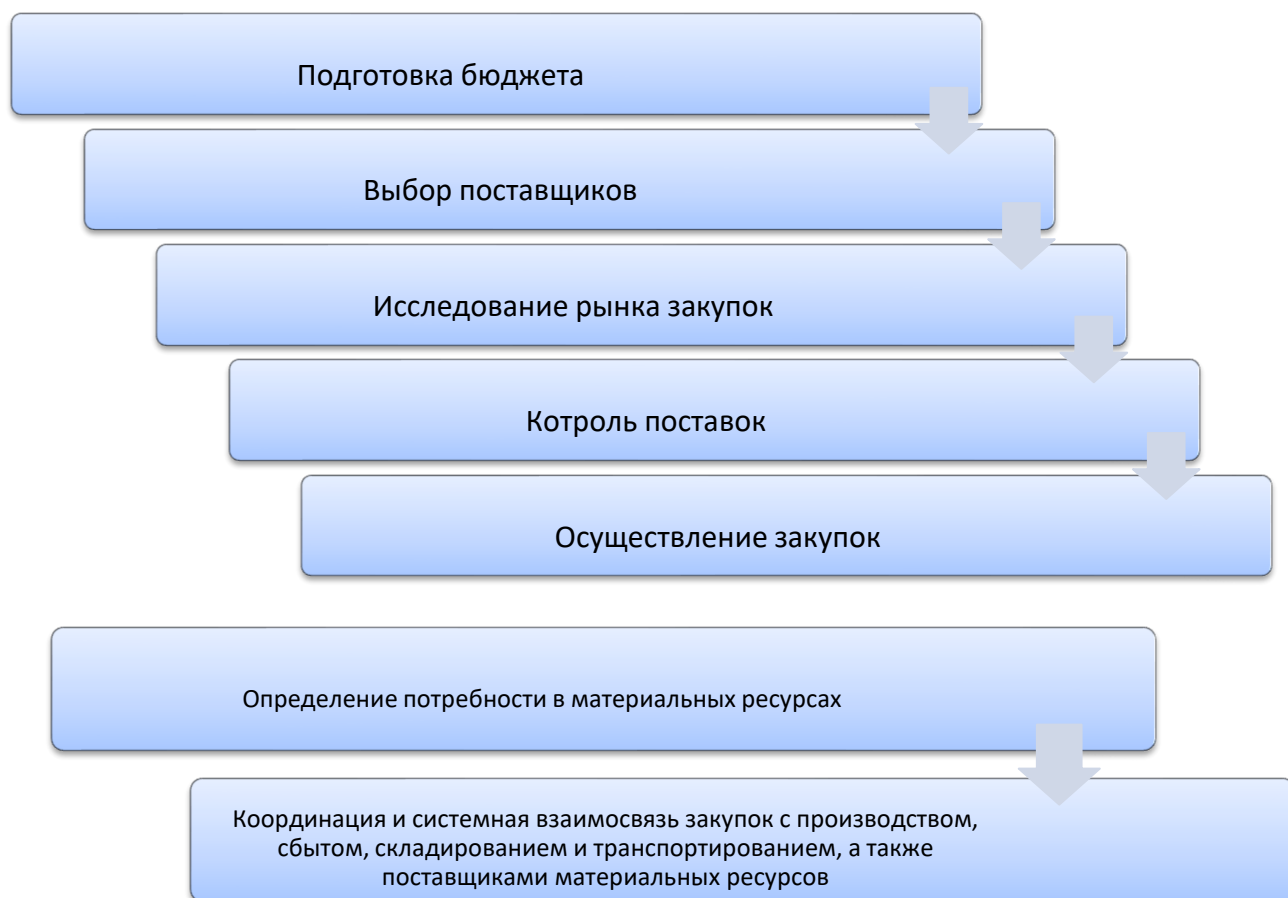 Подготовка бюджета
Выбор поставщиков
Исследование рынка закупок
Котроль поставок
Осуществление закупок
Определение потребности в материальных ресурсах
Координация и системная взаимосвязь закупок с производством,
сбытом, складированием и транспортированием, а также
поставщиками материальных ресурсов